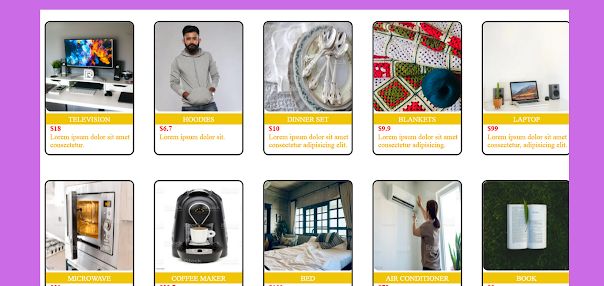 TELEVISION
$18
Lorem ipsum dolor sit amet
consectetur.
HOODIES
$6.7
Lorem ipsum dolor sit.
DINNER SET
$10
Lorem ipsum dolor sit amet
consectetur adipisicing elit.
BLANKETS
$9.9
Lorem ipsum dolor sit amet
consectetur adipisicing.
LAPTOP
$99
Lorem ipsum dolor sit amet
consectetur adipisicing elit.
MICROWAVE
COFFEE MAKER
BED
AIR CONDITIONER
BOOK